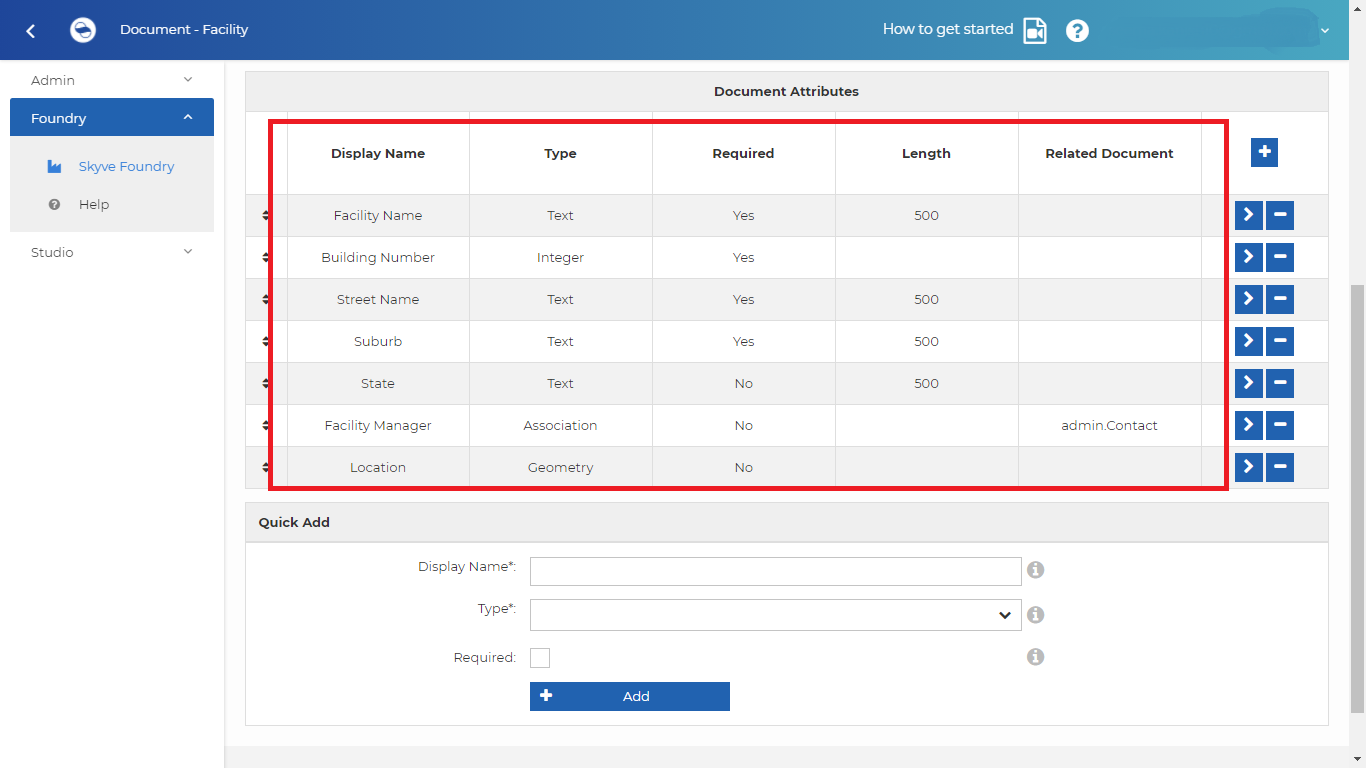 Document - Facility
How to get started
Admin
Foundry
Skyve Foundry
Help
Studio
Document Attributes
Display Name Type Required Length Related Document
Facility Name Text Yes 500
Building Number Integer Yes
Street Name Text Yes 500
Suburb Text Yes 500
State Text No 500
Facility Manager Association No admin.Contact
Location Geometry No
Quick Add
Display Name*:
Type*:
Required:
Add